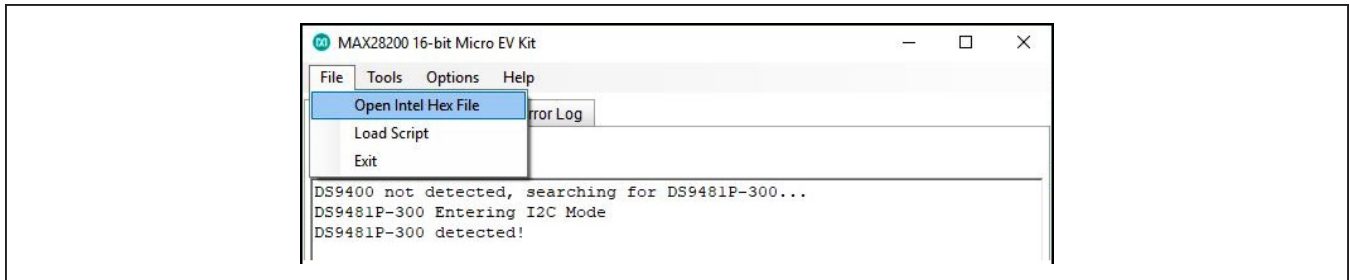 MAX28200 16-bit Micro EV Kit
File Tools Options Help
Open Intel Hex File
Load Script
Exit
Log
DS9400 not detected, searching for DS9481P-300...
DS9481P-300 Entering I2C Mode
DS9481P-300 detected!